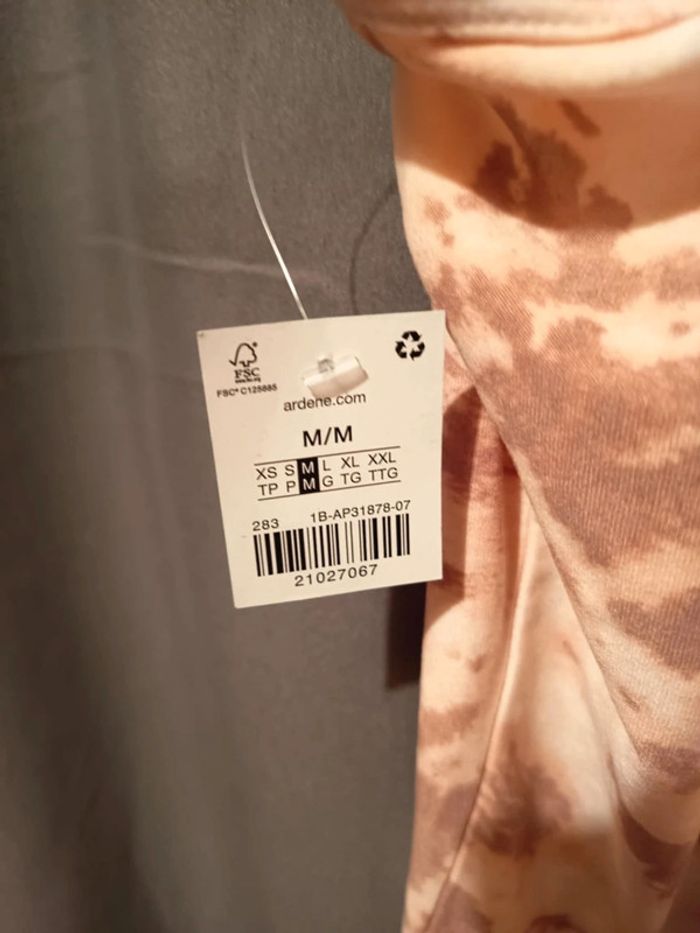 FSC
FSC® C125885
ardene.com
M/M
XS S M L XL XXL
TP P M G TG TTG
283 1B-AP31878-07
21027067